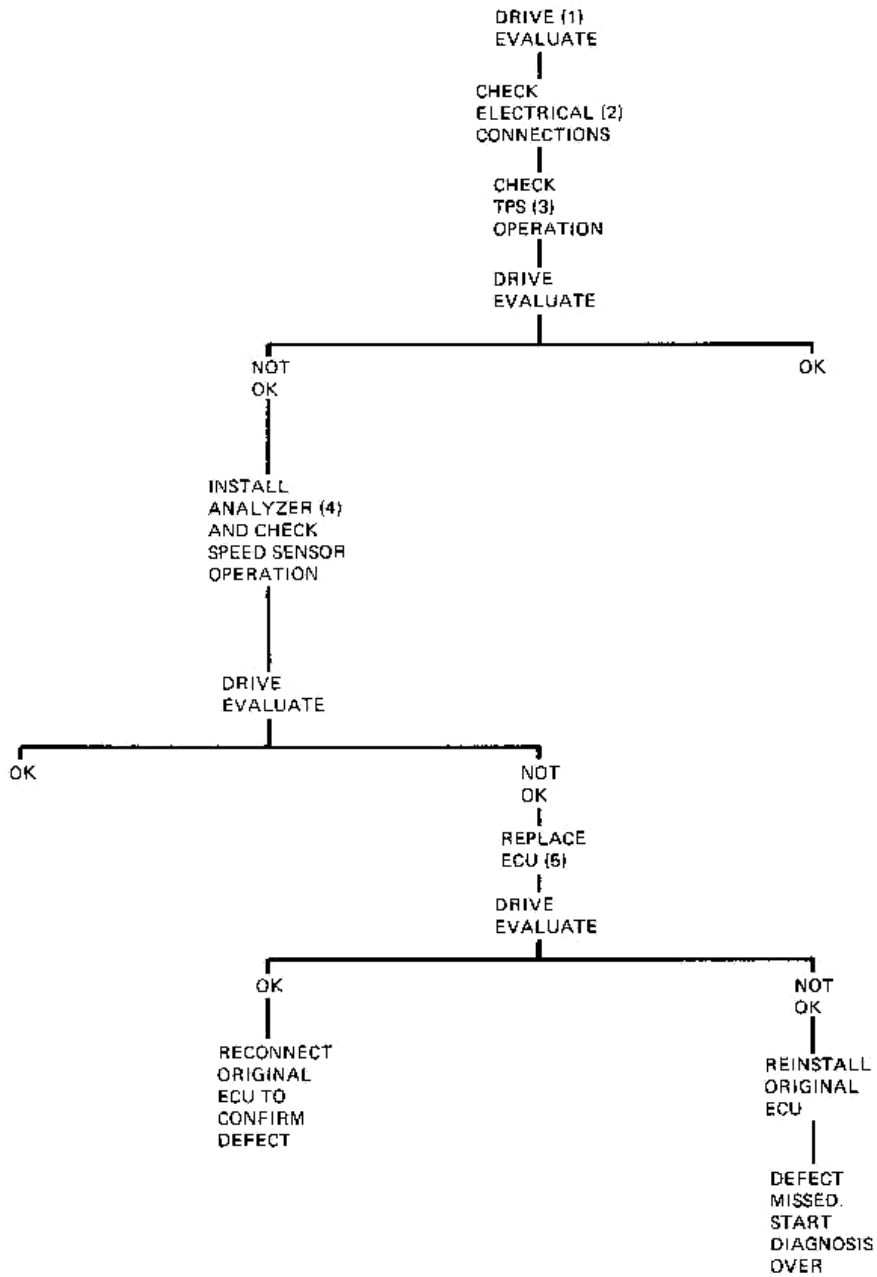 DRIVE (1)
EVALUATE
CHECK
ELECTRICAL (2)
CONNECTIONS
CHECK
TPS (3)
OPERATION
DRIVE
EVALUATE
NOT
OK
OK
INSTALL
ANALYZER (4)
AND CHECK
SPEED SENSOR
OPERATION
DRIVE
EVALUATE
OK
NOT
OK
REPLACE
ECU (5)
DRIVE
EVALUATE
OK
RECONNECT
ORIGINAL
ECU TO
CONFIRM
DEFECT
NOT
OK
REINSTALL
ORIGINAL
ECU
DEFECT
MISSED.
START
DIAGNOSIS
OVER